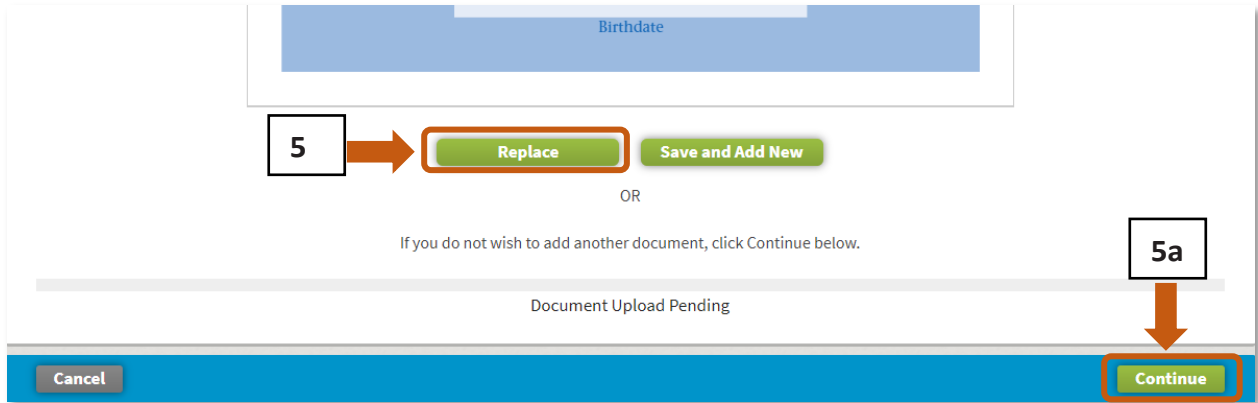 Birthdate
5
Replace
Save and Add New
OR
If you do not wish to add another document, click Continue below.
5a
Document Upload Pending
Cancel
Continue